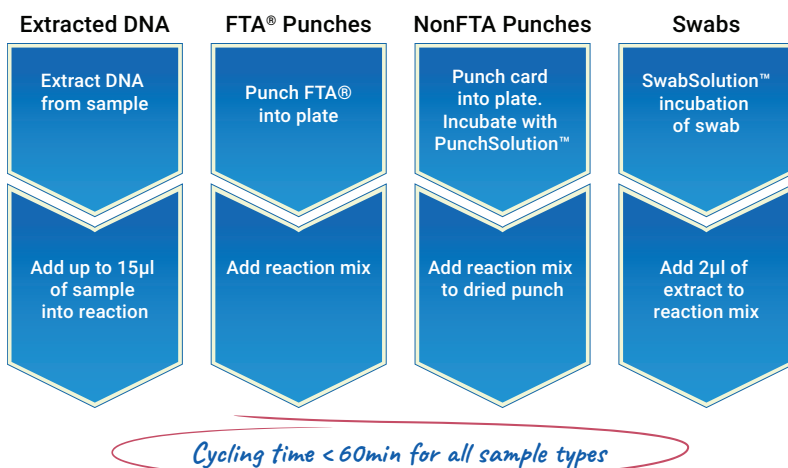 Extracted DNA
FTA® Punches
NonFTA Punches
Swabs
Extract DNA
from sample
Punch FTA®
into plate
Punch card
into plate.
Incubate with
PunchSolution™
SwabSolution™
incubation
of swab
Add up to 15µl
of sample
into reaction
Add reaction mix
Add reaction mix
to dried punch
Add 2µl of
extract to
reaction mix
Cycling time < 60min for all sample types